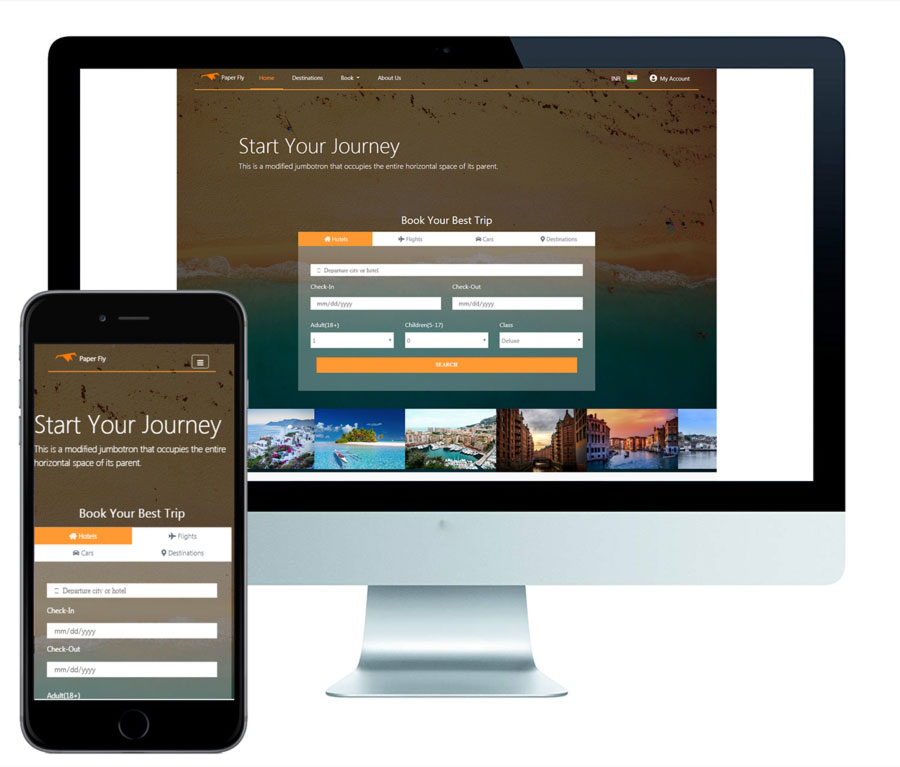 Paper Fly Home Destinations Book About Us INR My Account
Start Your Journey
This is a modified jumbotron that occupies the entire horizontal space of its parent.
Book Your Best Trip
Hotels Flights Cars Destinations
Departure city or hotel
Check-In Check-Out
mm/dd/yyyy mm/dd/yyyy
Adult(18+) Children(5-17) Class
1 0 Deluxe
SEARCH
Paper Fly
Start Your Journey
This is a modified jumbotron that occupies the entire
horizontal space of its parent.
Book Your Best Trip
Hotels Flights
Cars Destinations
Departure city or hotel
Check-In
mm/dd/yyyy
Check-Out
mm/dd/yyyy
Adult(18+)